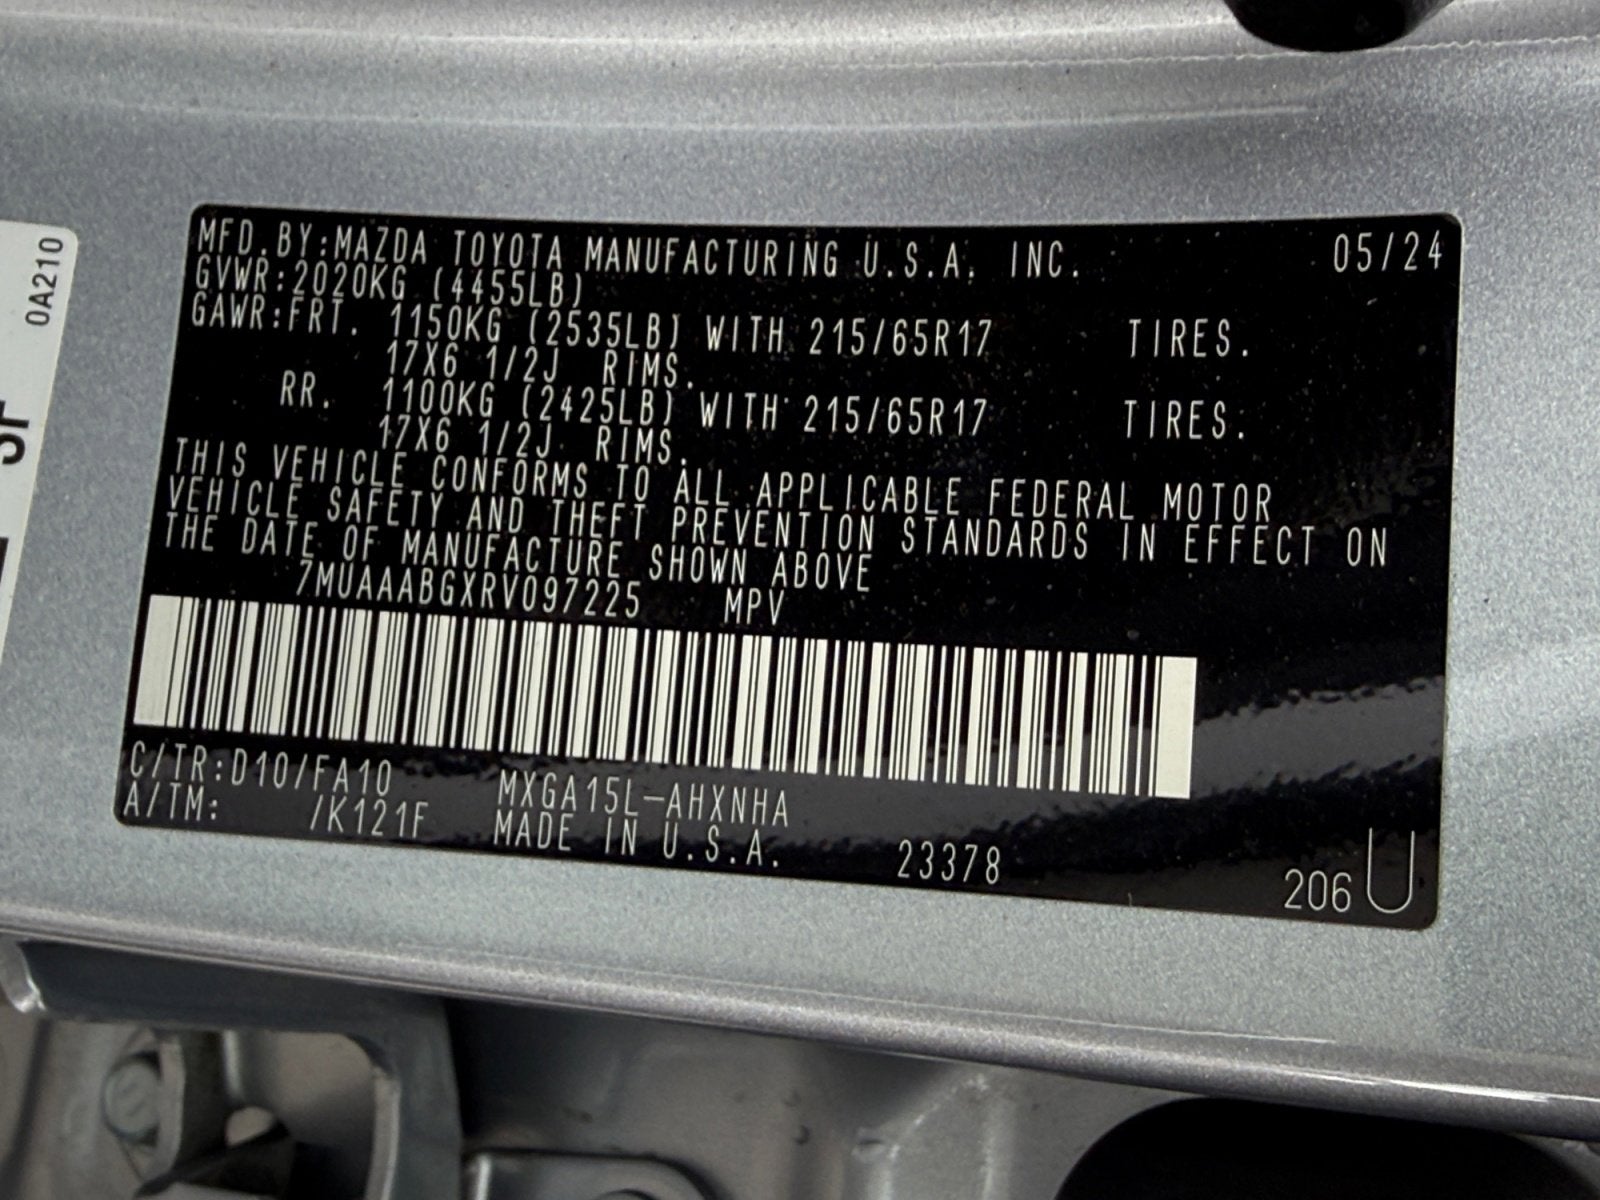 MFD.BY:MAZDA TOYOTA MANUFACTURING U.S.A. INC. 05/24
GVWR:2020KG (4455LB)
GAWR:FRT. 1150KG (2535LB) WITH 215/65R17 TIRES.
17X6 1/2J RIMS.
RR. 1100KG (2425LB) WITH 215/65R17 TIRES.
17X6 1/2J RIMS.
THIS VEHICLE CONFORMS TO ALL APPLICABLE FEDERAL MOTOR
VEHICLE SAFETY AND THEFT PREVENTION STANDARDS IN EFFECT ON
THE DATE OF MANUFACTURE SHOWN ABOVE
7MUAAABGXRV097225 MPV
C/TR:D10/FA10 MXGA15L-AHXNHA
A/TM: /K121F MADE IN U.S.A. 23378
206 U
0A210